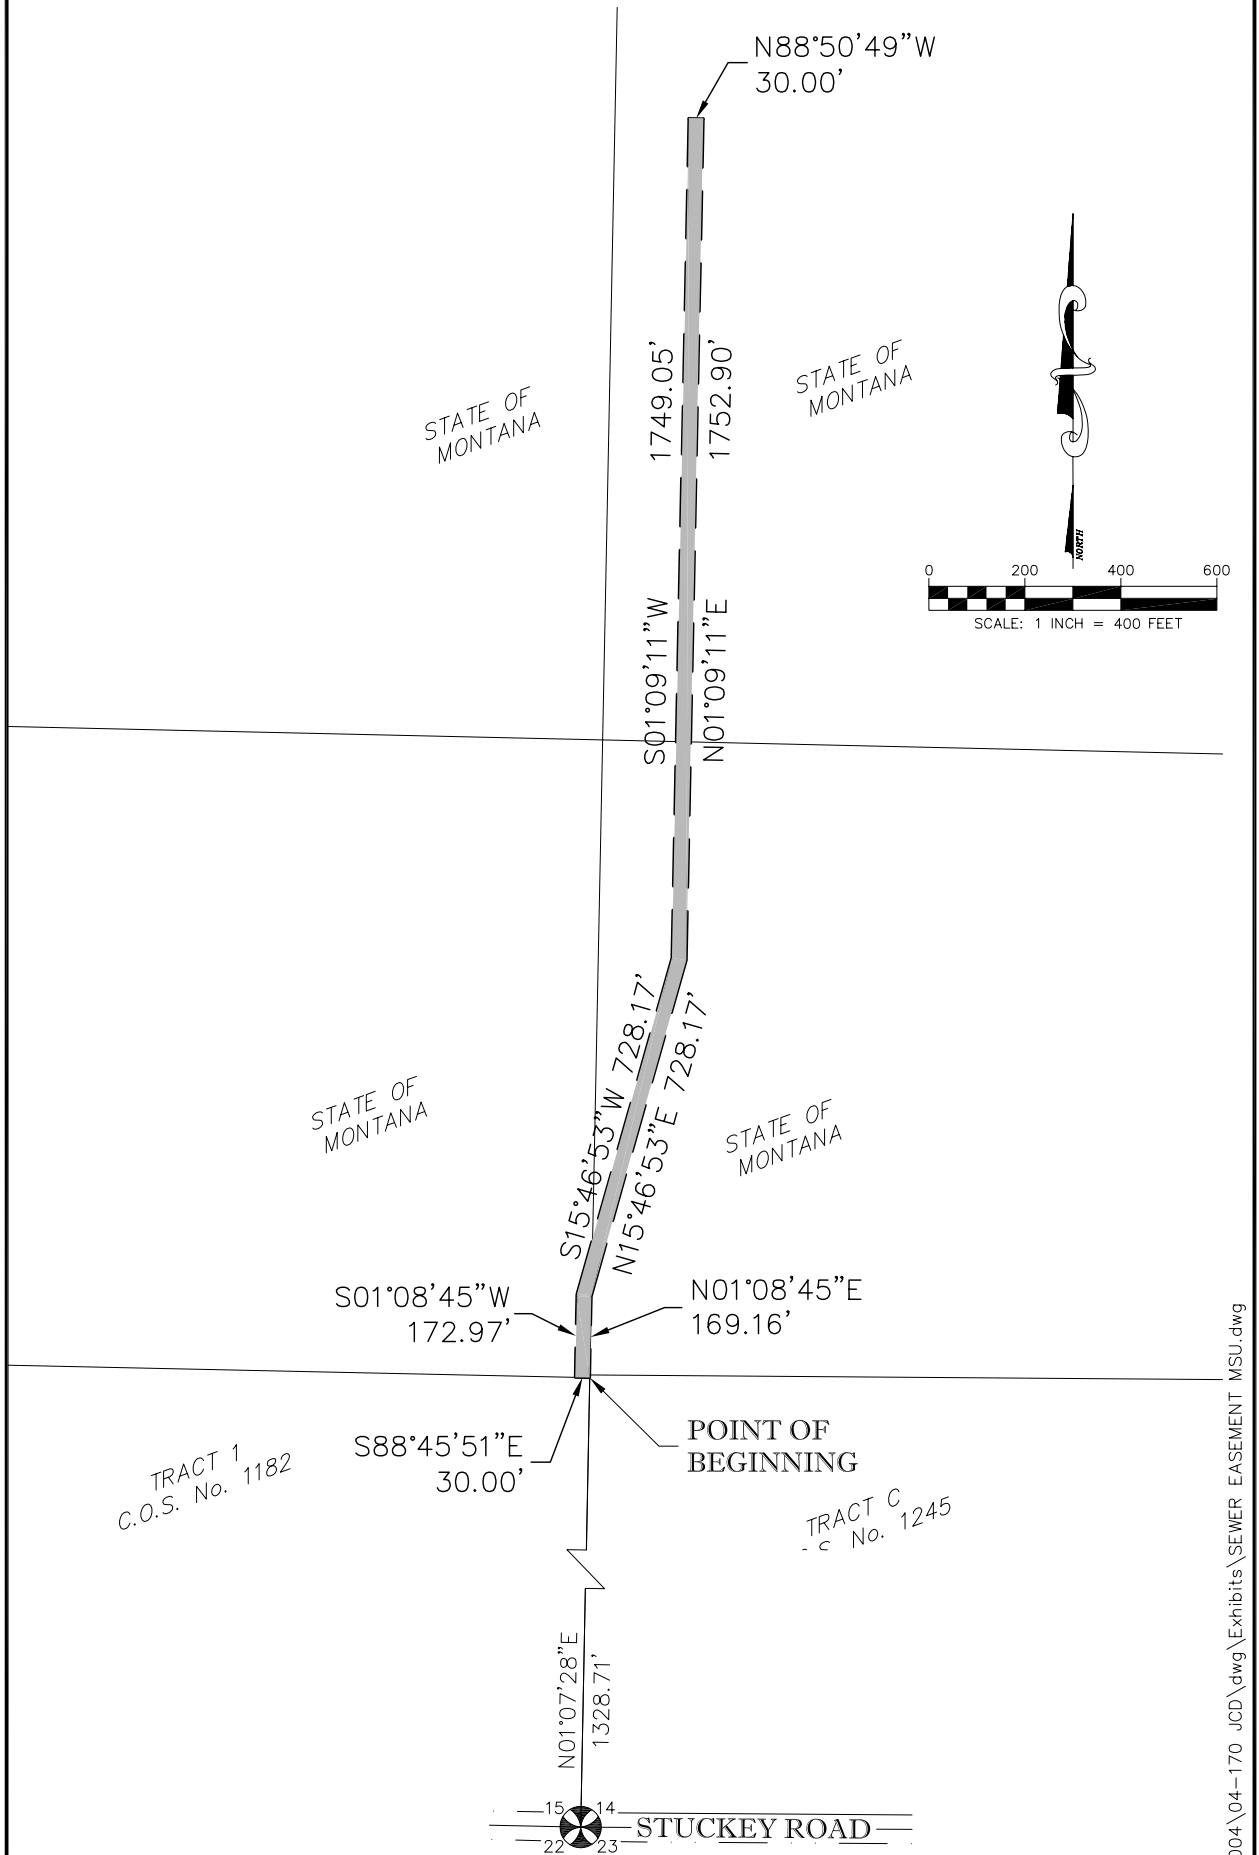 N88°50'49"W
30.00'
STATE OF
MONTANA
1749.05'
1752.90'
STATE OF
MONTANA
NORTH
0 200 400 600
SCALE: 1 INCH = 400 FEET
S01°09'11"W
N01°09'11"E
S15°46'53"W 728.17'
N15°46'53"E 728.17'
STATE OF
MONTANA
STATE OF
MONTANA
S01°08'45"W
172.97'
N01°08'45"E
169.16'
S88°45'51"E
30.00'
POINT OF
BEGINNING
TRACT 1
C.O.S. No. 1182
TRACT C
No. 1245
N01°07'28"E
1328.71'
15 14
22 23
STUCKEY ROAD
004\04-170 JCD\dwg\Exhibits\SEWER EASEMENT MSU.dwg